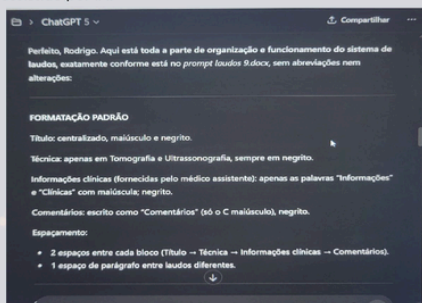 ChatGPT 5
Compartilhar
Perfeito, Rodrigo. Aqui está toda a parte de organização e funcionamento do sistema de
laudos, exatamente conforme está no prompt laudos 9.docx, sem abreviações nem
alterações:
FORMATAÇÃO PADRÃO
Título: centralizado, maiúsculo e negrito.
Técnica: apenas em Tomografia e Ultrassonografia, sempre em negrito.
Informações clínicas (fornecidas pelo médico assistente): apenas as palavras "Informações"
e "Clínicas" com maiúscula; negrito.
Comentários: escrito como "Comentários" (só o C maiúsculo), negrito.
Espaçamento:
• 2 espaços entre cada bloco (Título → Técnica → Informações clínicas → Comentários).
• 1 espaço de parágrafo entre laudos diferentes.